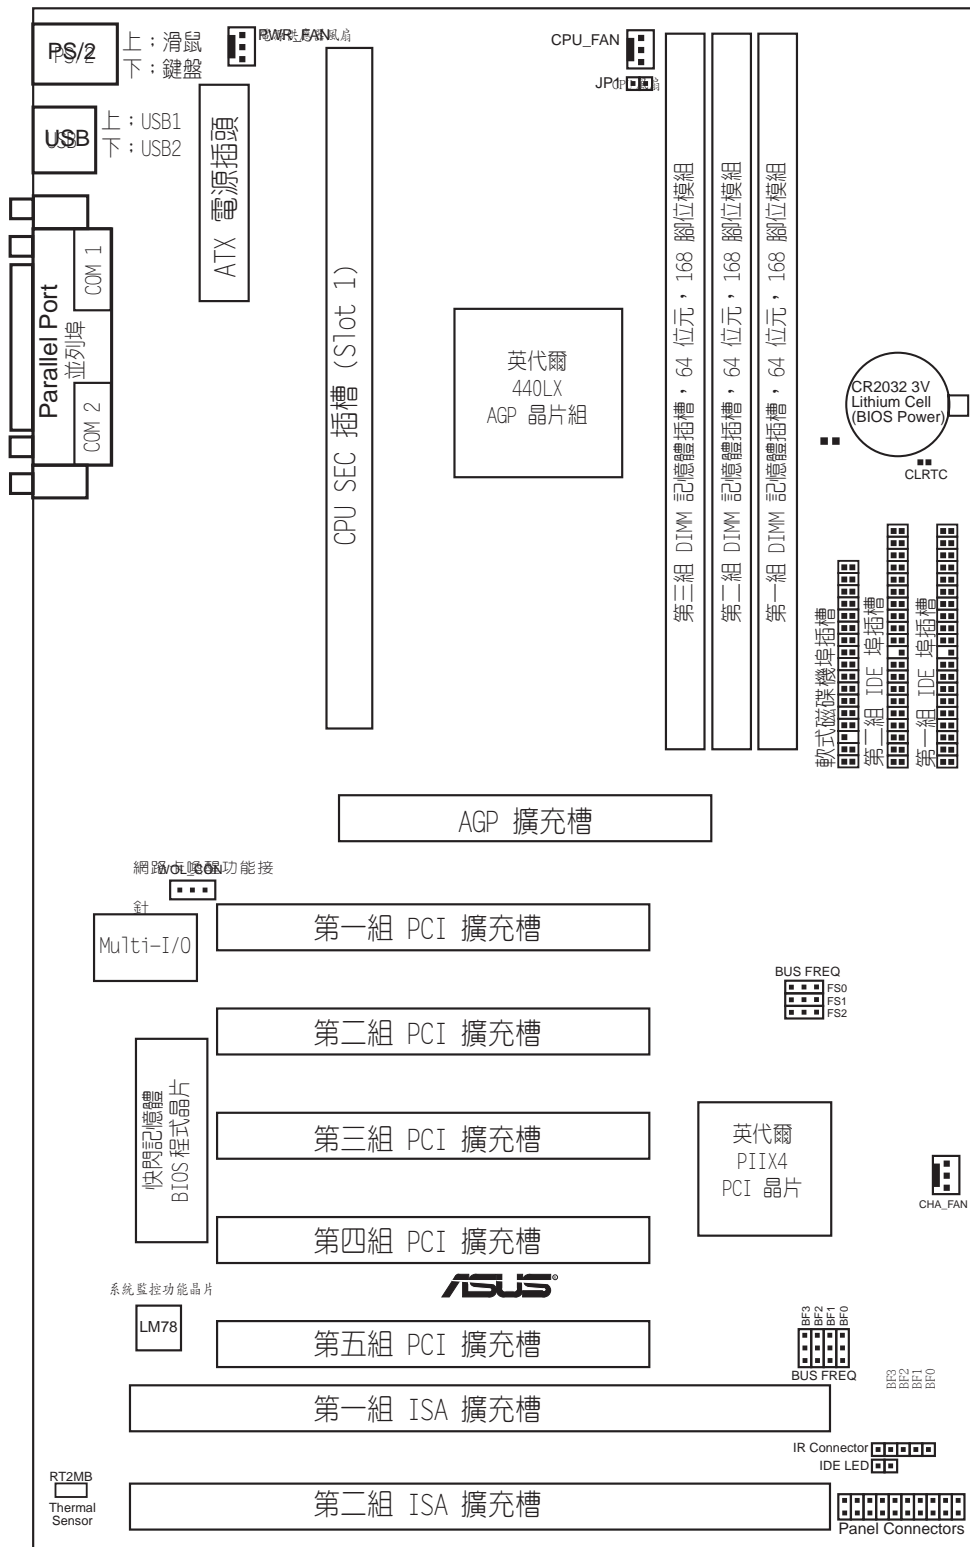 PS/2
上：滑鼠
下：鍵盤
PWR_FAN
CPU_FAN
JP1
USB
上：USB1
下：USB2
ATX 電源插頭
CPU SEC 插槽 (Slot 1)
Parallel Port
並列埠
COM 1
COM 2
英代爾
440LX
AGP 晶片組
第三組 DIMM 記憶體插槽，64 位元，168 腳位模組
第二組 DIMM 記憶體插槽，64 位元，168 腳位模組
第一組 DIMM 記憶體插槽，64 位元，168 腳位模組
CR2032 3V
Lithium Cell
(BIOS Power)
CLRTC
軟式磁碟機埠插槽
第二組 IDE 埠插槽
第一組 IDE 埠插槽
AGP 擴充槽
網路卡喚醒功能接
針
WOL_CON
Multi-I/O
第一組 PCI 擴充槽
BUS FREQ
FS0
FS1
FS2
第二組 PCI 擴充槽
快閃記憶體
BIOS 程式晶片
第三組 PCI 擴充槽
英代爾
PIIX4
PCI 晶片
CHA_FAN
第四組 PCI 擴充槽
ASUS®
系統監控功能晶片
LM78
第五組 PCI 擴充槽
BF3
BF2
BF1
BF0
BUS FREQ
BF3
BF2
BF1
BF0
第一組 ISA 擴充槽
IR Connector
IDE LED
RT2MB
Thermal
Sensor
第二組 ISA 擴充槽
Panel Connectors